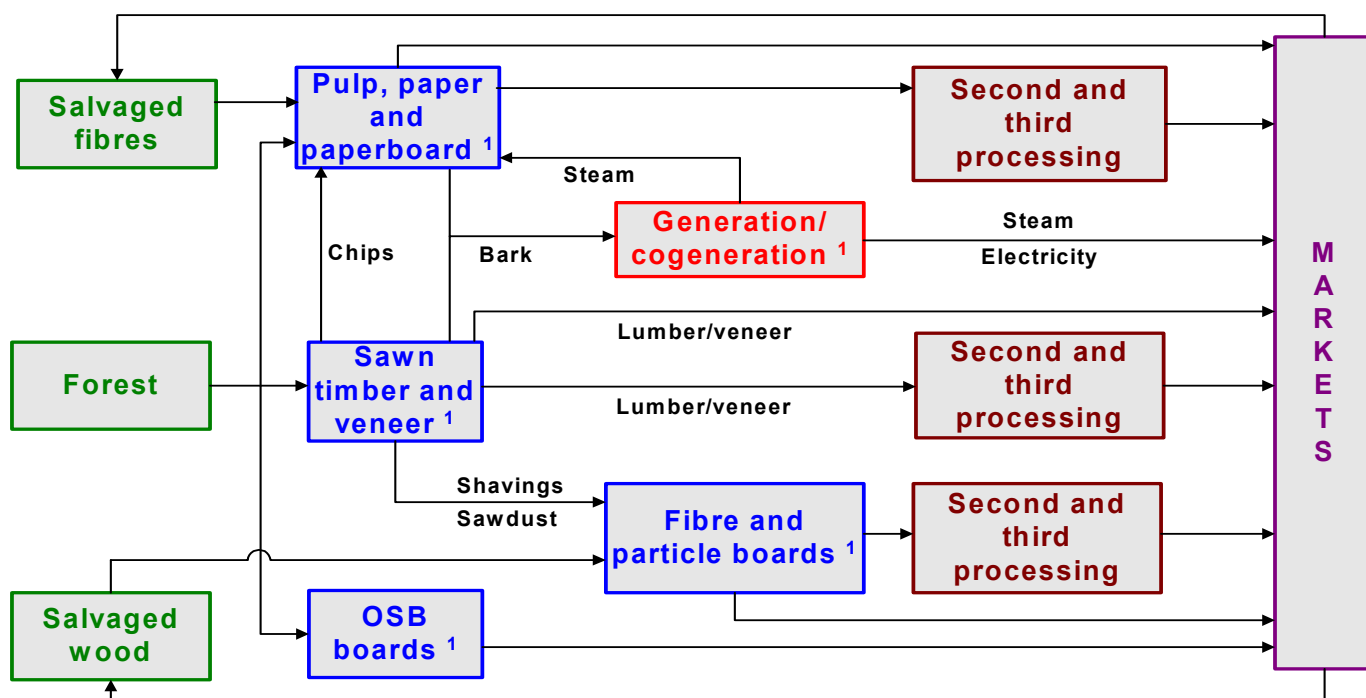 Salvaged
fibres
Pulp, paper
and
paperboard 1
Second and
third
processing
Steam
Generation/
cogeneration 1
Chips
Bark
Steam
Electricity
M
A
R
K
E
T
S
Lumber/veneer
Forest
Sawn
timber and
veneer 1
Lumber/veneer
Second and
third
processing
Shavings
Sawdust
Fibre and
particle boards 1
Second and
third
processing
Salvaged
wood
OSB
boards 1